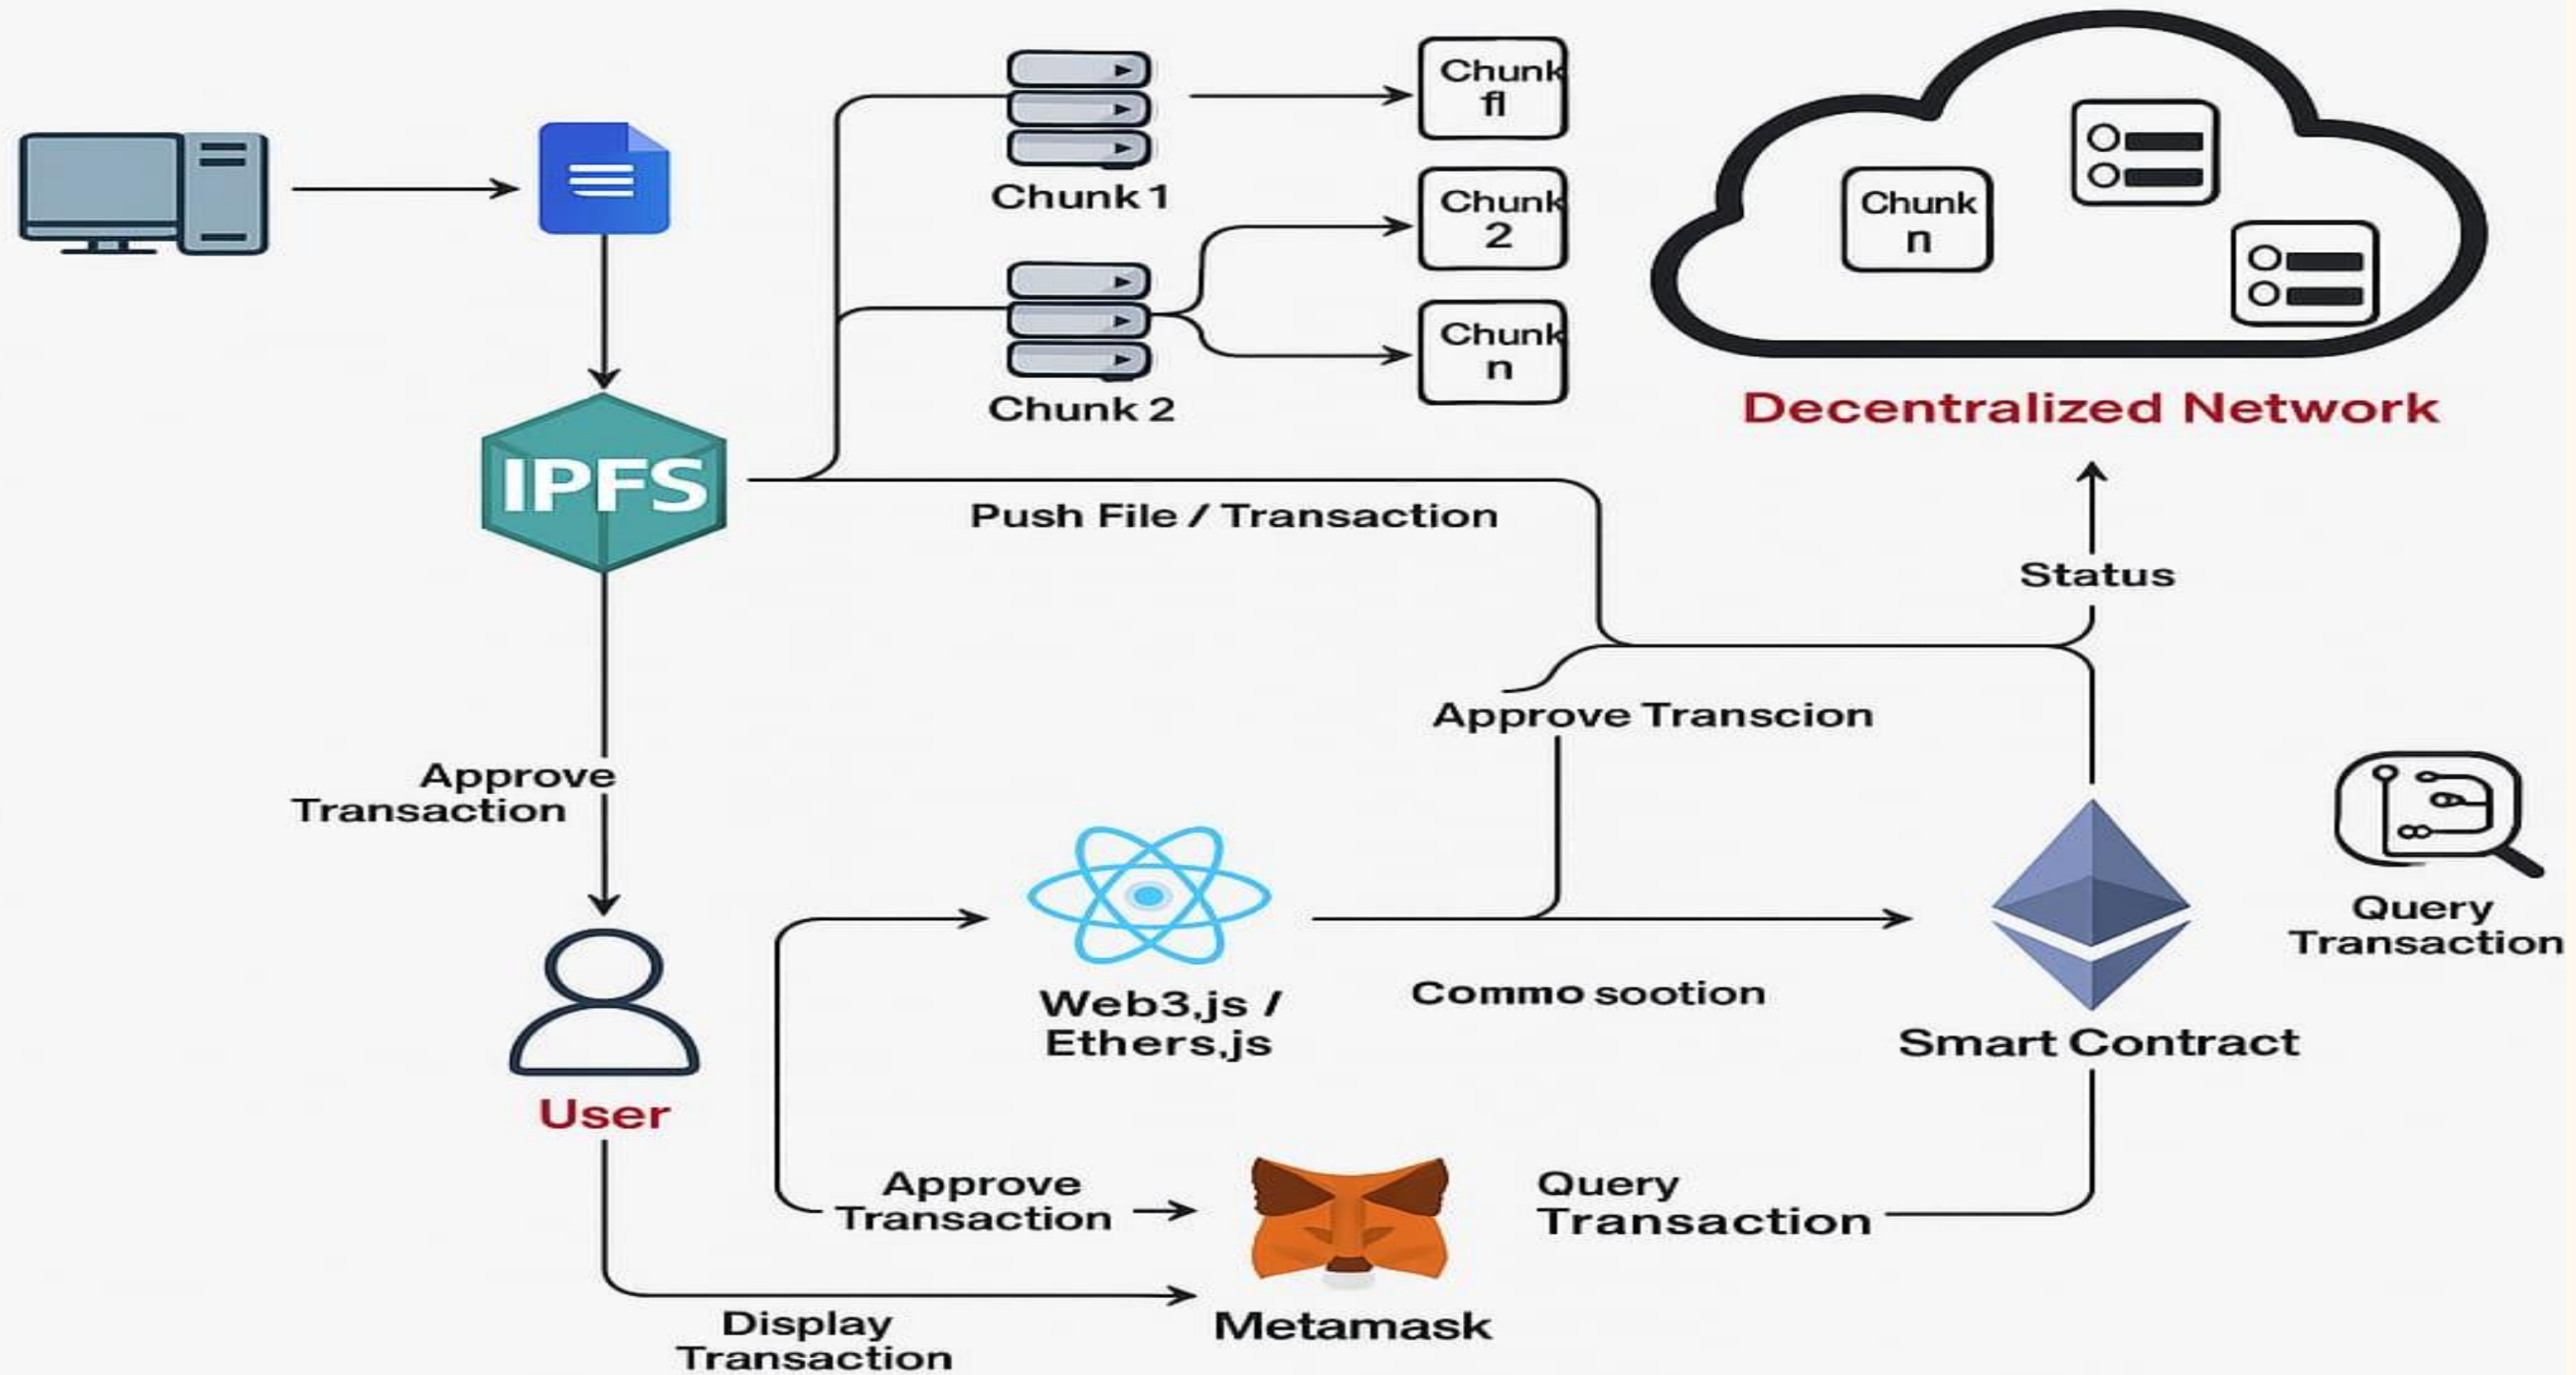 Chunk
fl
Chunk 1
Chunk
2
Chunk
n
Chunk 2
Chunk
n
Decentralized Network
IPFS
Push File / Transaction
Status
Approve Transcion
Approve
Transaction
Web3.js /
Ethers.js
Commo sootion
Smart Contract
Query
Transaction
User
Approve
Transaction
Query
Transaction
Metamask
Display
Transaction